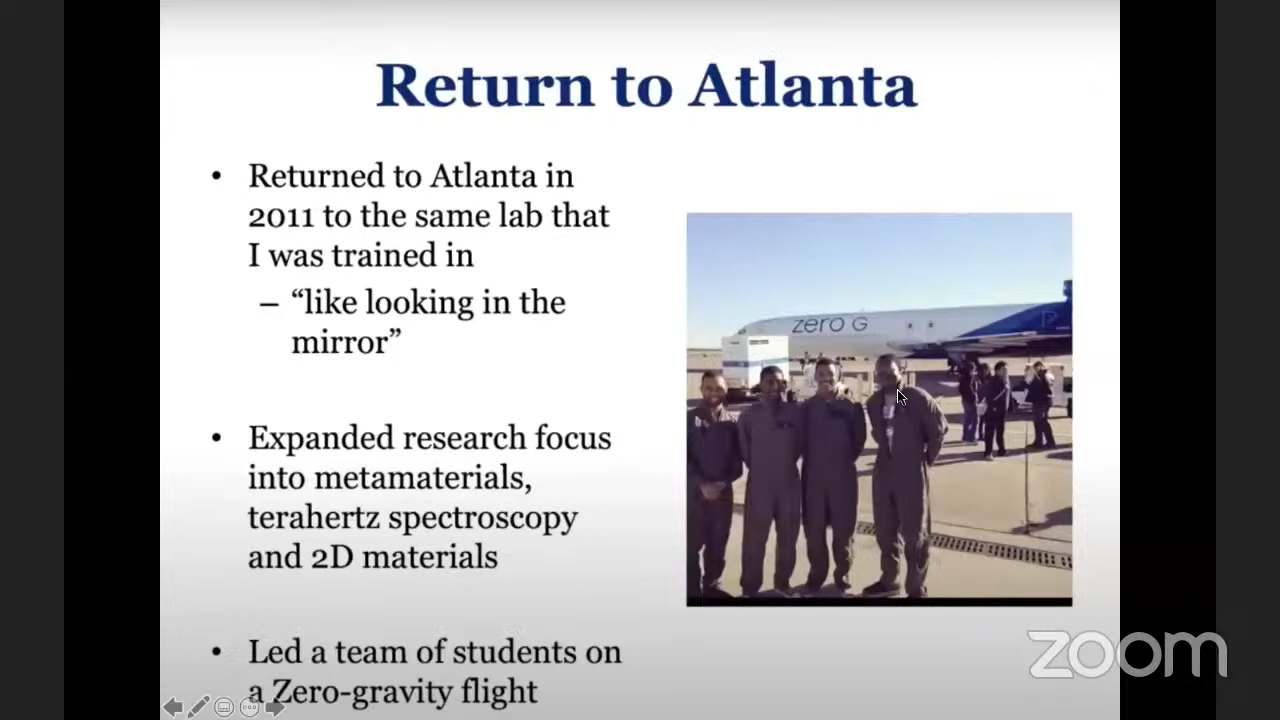 Return to Atlanta
• Returned to Atlanta in
2011 to the same lab that
I was trained in
– “like looking in the
mirror”
• Expanded research focus
into metamaterials,
terahertz spectroscopy
and 2D materials
• Led a team of students on
a Zero-gravity flight
zero G
zoom